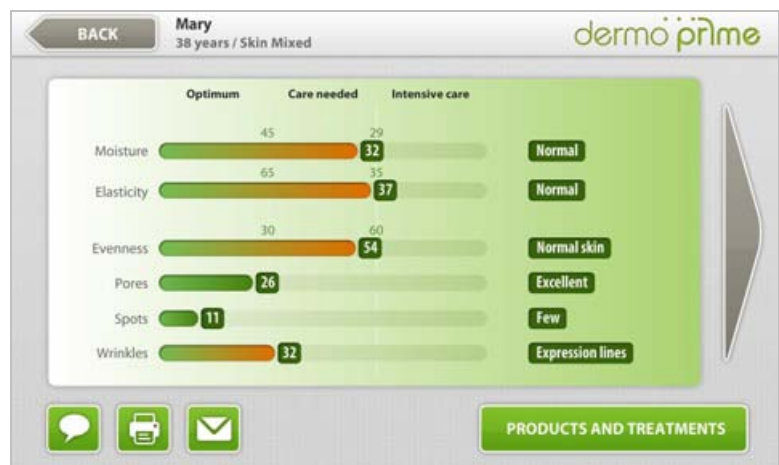 BACK
Mary
38 years / Skin Mixed
dermo prime
Optimum Care needed Intensive care
45 29
Moisture 32 Normal
65 35
Elasticity 37 Normal
30 60
Evenness 54 Normal skin
Pores 26 Excellent
Spots 11 Few
Wrinkles 32 Expression lines
PRODUCTS AND TREATMENTS